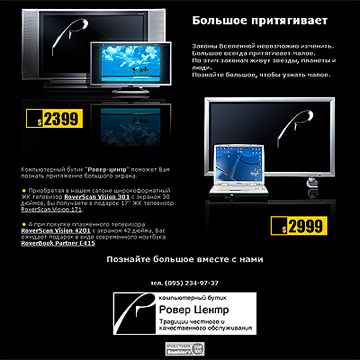 Большое притягивает
Законы Вселенной невозможно изменить.
Большое всегда притягивает малое.
По этим законам живут звезды, планеты и
люди.
Познайте большое, чтобы узнать малое.
$2399
Компьютерный бутик "Ровер-центр" поможет Вам
познать притяжение большого экрана.
Приобретая в нашем салоне широкоформатный
ЖК телевизор RoverScan Vision 301 с экраном 30
дюймов, Вы получаете в подарок 17" ЖК телевизор
RoverScan Vision 171.
А при покупке плазменного телевизора
RoverScan Vision 4201 с экраном 42 дюйма, Вас
ожидает подарок в виде современного ноутбука
RoverBook Partner E415
$2999
Познайте большое вместе с нами
тел. (095) 234-97-37
компьютерный бутик
Ровер Центр
Традиции честного и
качественного обслуживания
УЧАСТНИК